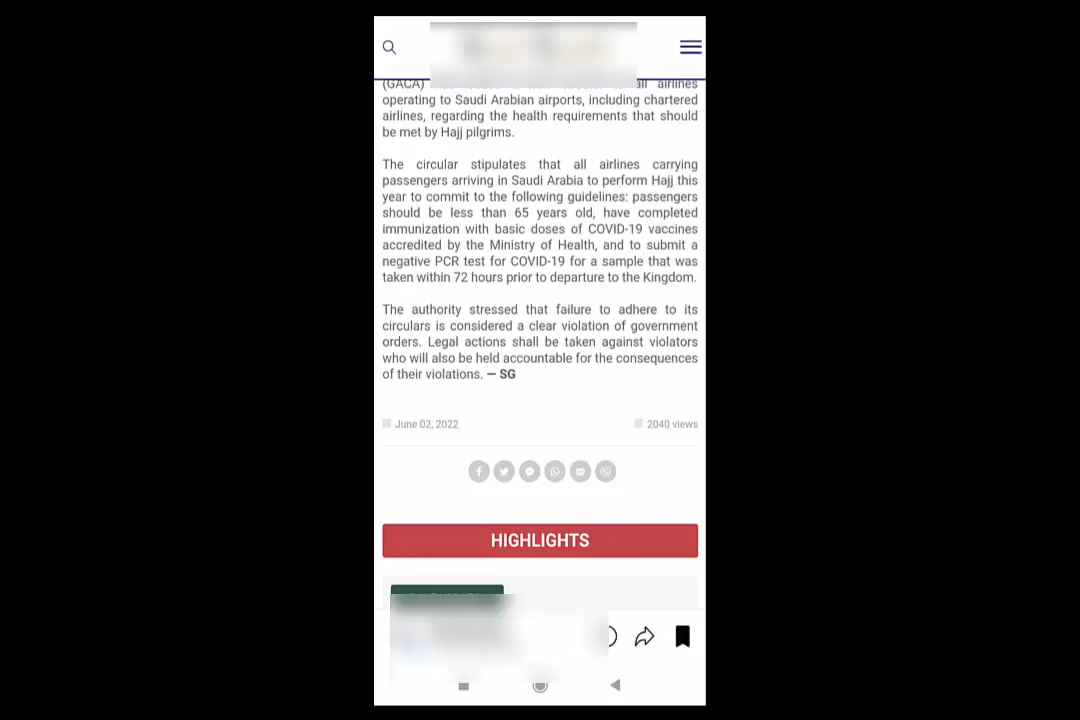 (GACA) all airlines
operating to Saudi Arabian airports, including chartered
airlines, regarding the health requirements that should
be met by Hajj pilgrims.
The circular stipulates that all airlines carrying
passengers arriving in Saudi Arabia to perform Hajj this
year to commit to the following guidelines: passengers
should be less than 65 years old, have completed
immunization with basic doses of COVID-19 vaccines
accredited by the Ministry of Health, and to submit a
negative PCR test for COVID-19 for a sample that was
taken within 72 hours prior to departure to the Kingdom.
The authority stressed that failure to adhere to its
circulars is considered a clear violation of government
orders. Legal actions shall be taken against violators
who will also be held accountable for the consequences
of their violations. — SG
June 02, 2022
2040 views
HIGHLIGHTS